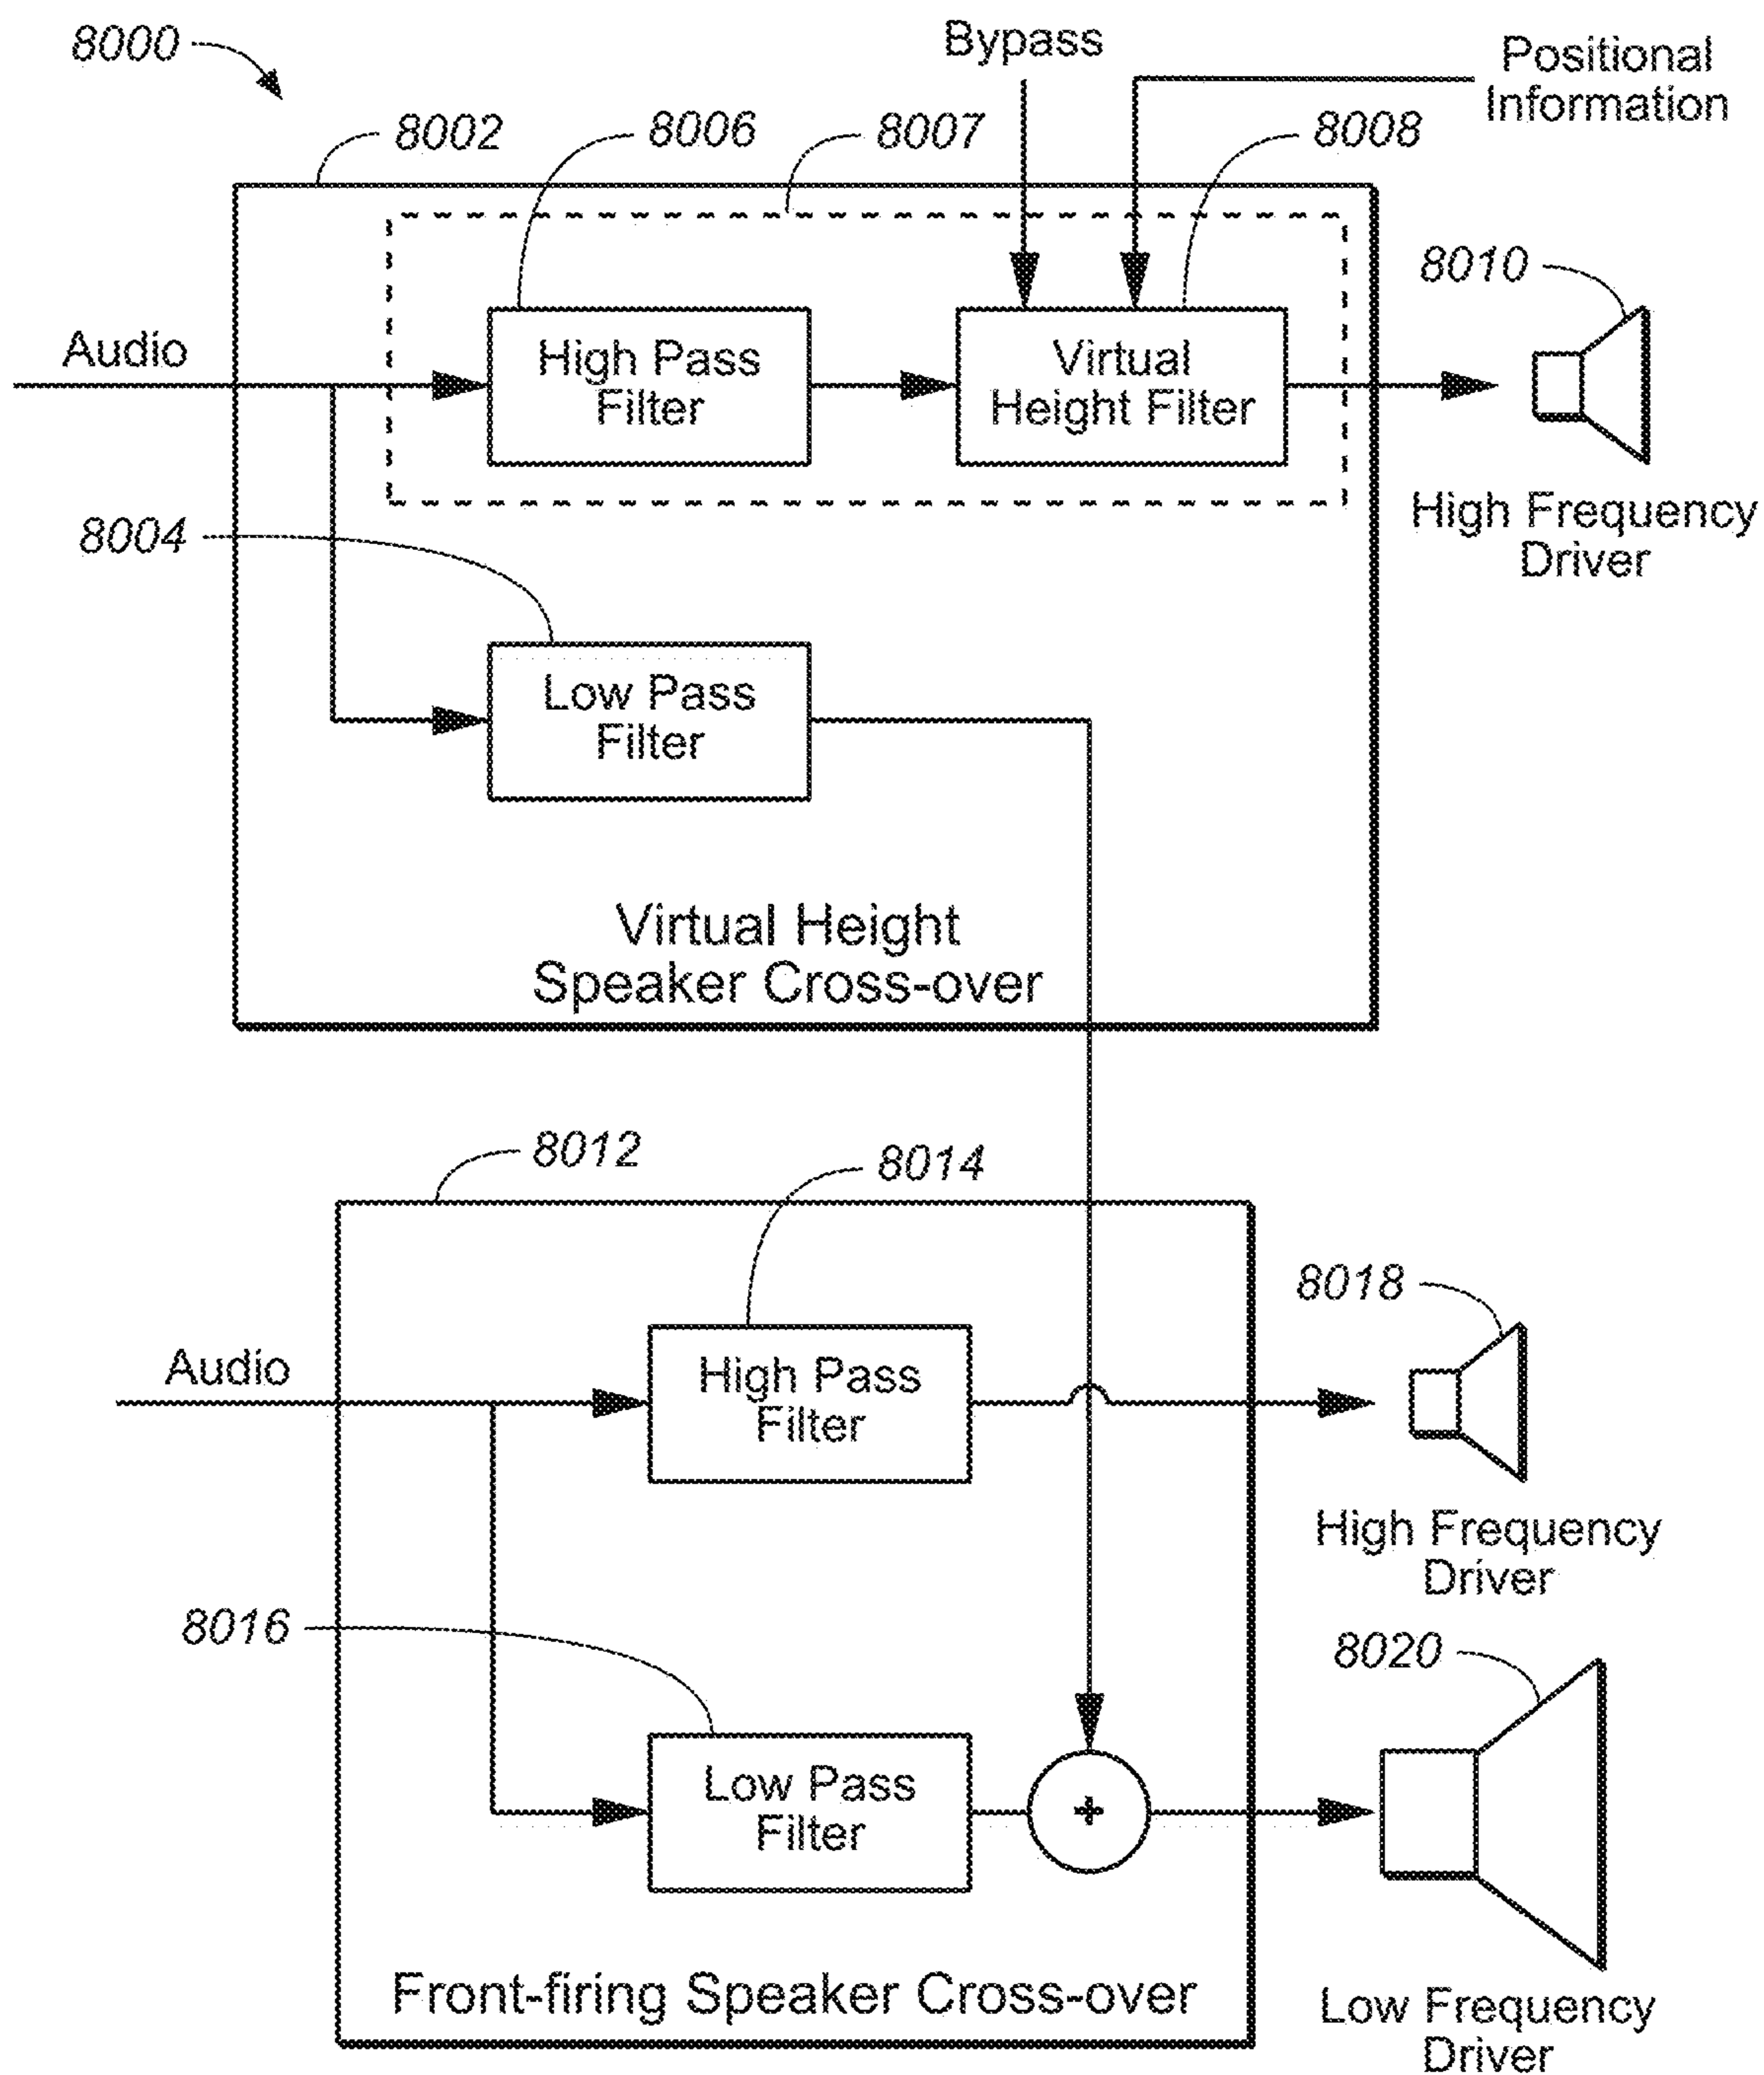 8000
Bypass
Positional
Information
8002
8006
8007
8008
8010
Audio
High Pass
Filter
Virtual
Height Filter
High Frequency
Driver
8004
Low Pass
Filter
Virtual Height
Speaker Cross-over
8012
8014
8018
Audio
High Pass
Filter
High Frequency
Driver
8016
8020
Low Pass
Filter
+
Front-firing Speaker Cross-over
Low Frequency
Driver